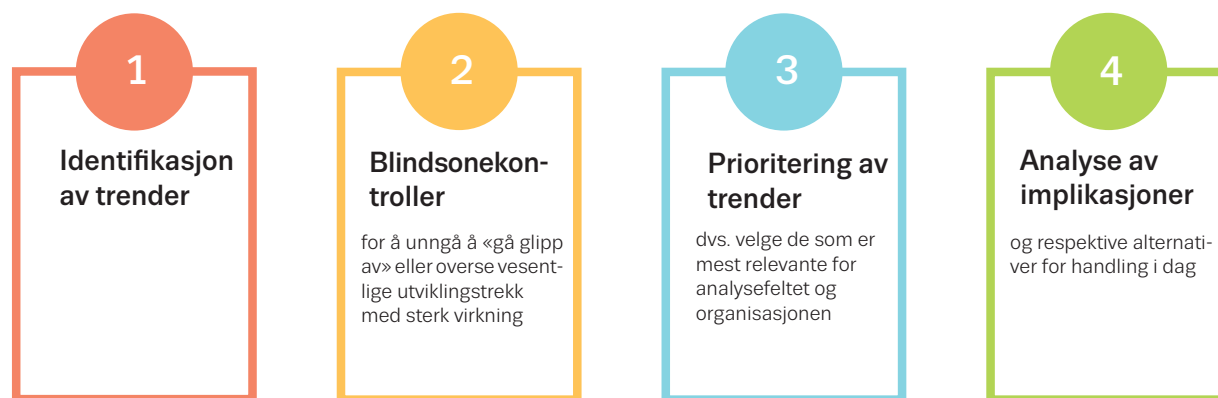 1
Identifikasjon
av trender
2
Blindsonekon-
troller
for å unngå å «gå glipp
av» eller overse vesent-
lige utviklingstrekk
med sterk virkning
3
Prioritering av
trender
dvs. velge de som er
mest relevante for
analysefeltet og
organisasjonen
4
Analyse av
implikasjoner
og respektive alternati-
ver for handling i dag